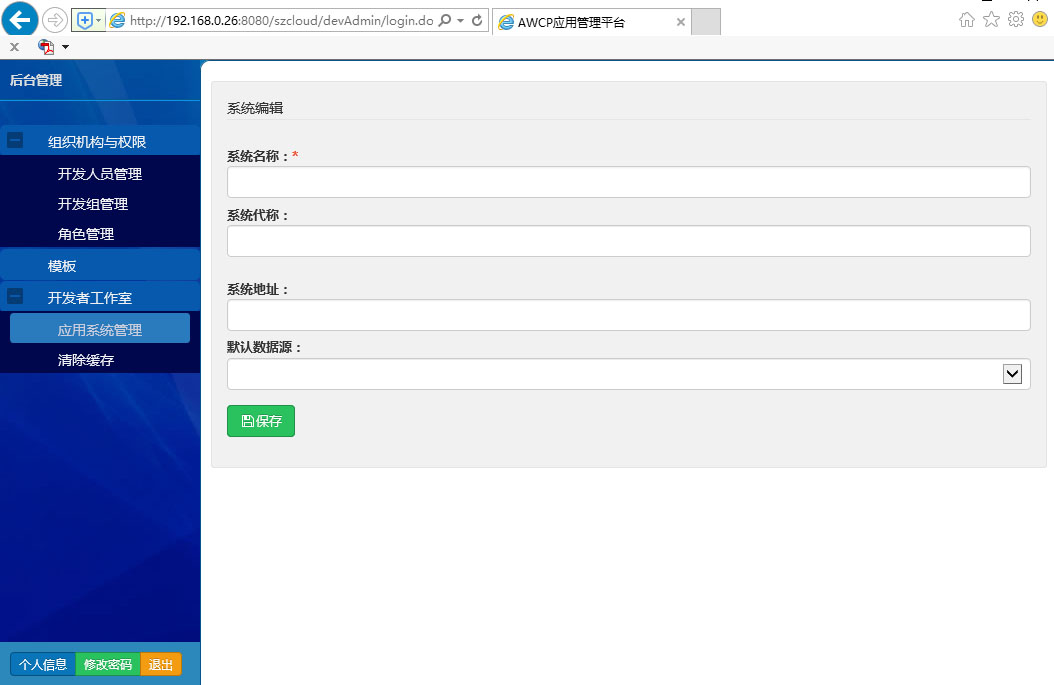 http://192.168.0.26:8080/szcloud/devAdmin/login.do
AWCP应用管理平台
后台管理
组织机构与权限
开发人员管理
开发组管理
角色管理
模板
开发者工作室
应用系统管理
清除缓存
个人信息 修改密码 退出
系统编辑
系统名称：*
系统代称：
系统地址：
默认数据源：
保存